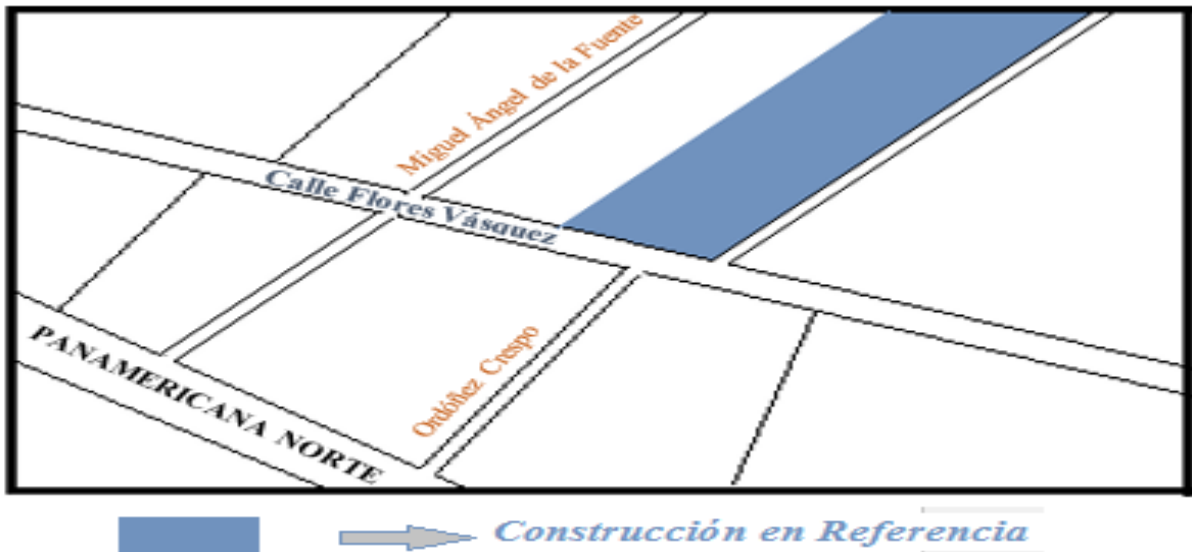 Miguel Ángel de la Fuente
Calle Flores Vásquez
Ordóñez Crespo
PANAMERICANA NORTE
Construcción en Referencia